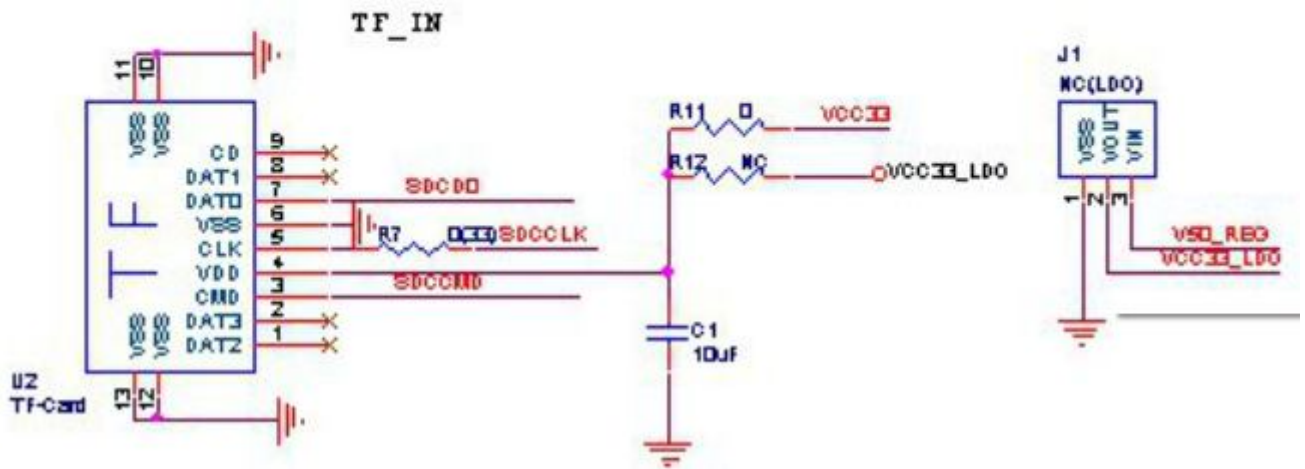 TF_IN
11
10
VSS
VSS
CD 9
DAT1 8
DAT0 7
VSS 6
CLK 5
VDD 4
CMD 3
DAT3 2
DAT2 1
VSS
VSS
13
12
U2
TF-Card
SDCD0
R7 0(33) SDCCLK
SDCCMD
R11 0 VCC33
R12 NC VCC33_LDO
C1
10uF
J1
NC(LDO)
VSS
VOUT
VIN
1
2
3
VCC33_LDO